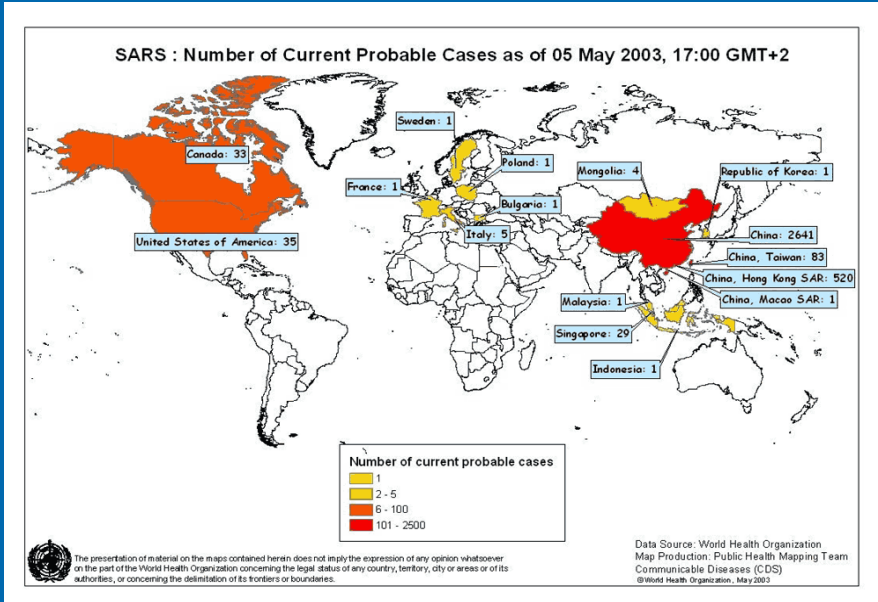 SARS : Number of Current Probable Cases as of 05 May 2003, 17:00 GMT+2
Sweden: 1
Canada: 33
Poland: 1
Mongolia: 4
Republic of Korea: 1
France: 1
Bulgaria: 1
Italy: 5
United States of America: 35
China: 2641
China, Taiwan: 83
China, Hong Kong SAR: 520
China, Macao SAR: 1
Malaysia: 1
Singapore: 29
Indonesia: 1
Number of current probable cases
1
2 - 5
6 - 100
101 - 2500
The presentation of material on the maps contained herein does not imply the expression of any opinion whatsoever
on the part of the World Health Organization concerning the legal status of any country, territory, city or areas or of its
authorities, or concerning the delimitation of its frontiers or boundaries.
Data Source: World Health Organization
Map Production: Public Health Mapping Team
Communicable Diseases (CDS)
©World Health Organization, May 2003